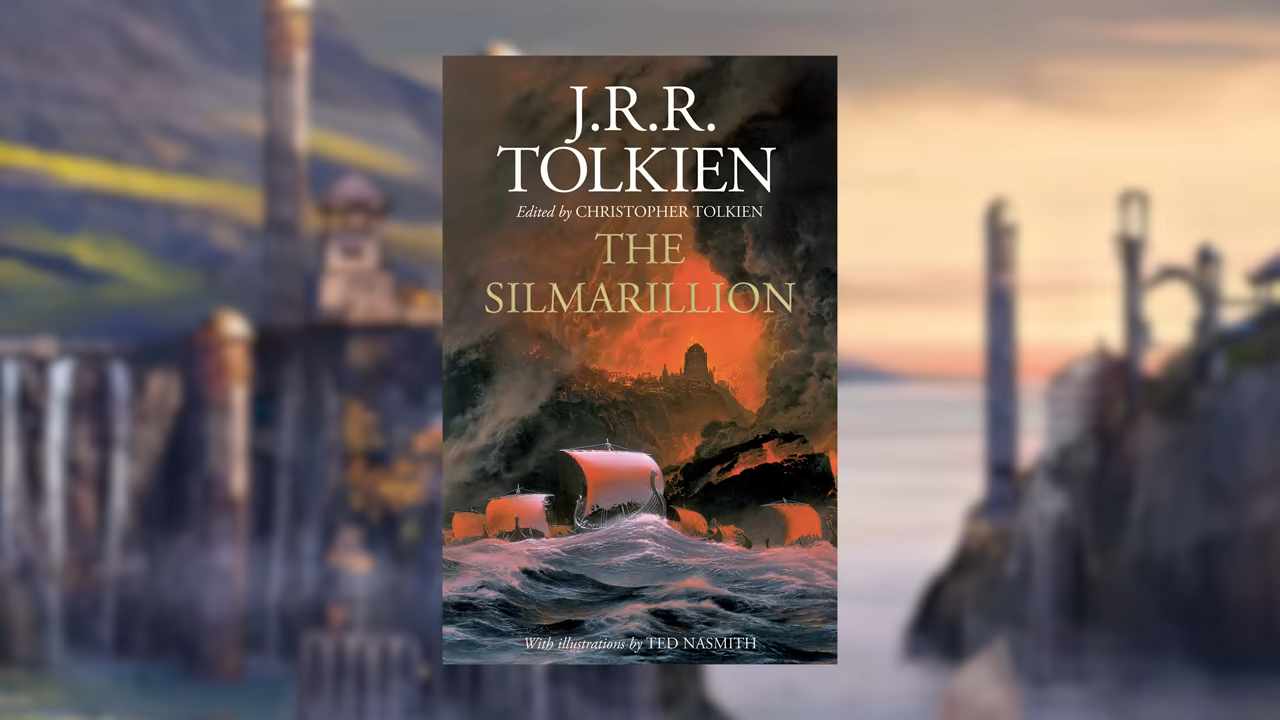 J.R.R.
TOLKIEN
Edited by CHRISTOPHER TOLKIEN
THE
SILMARILLION
With illustrations by TED NASMITH